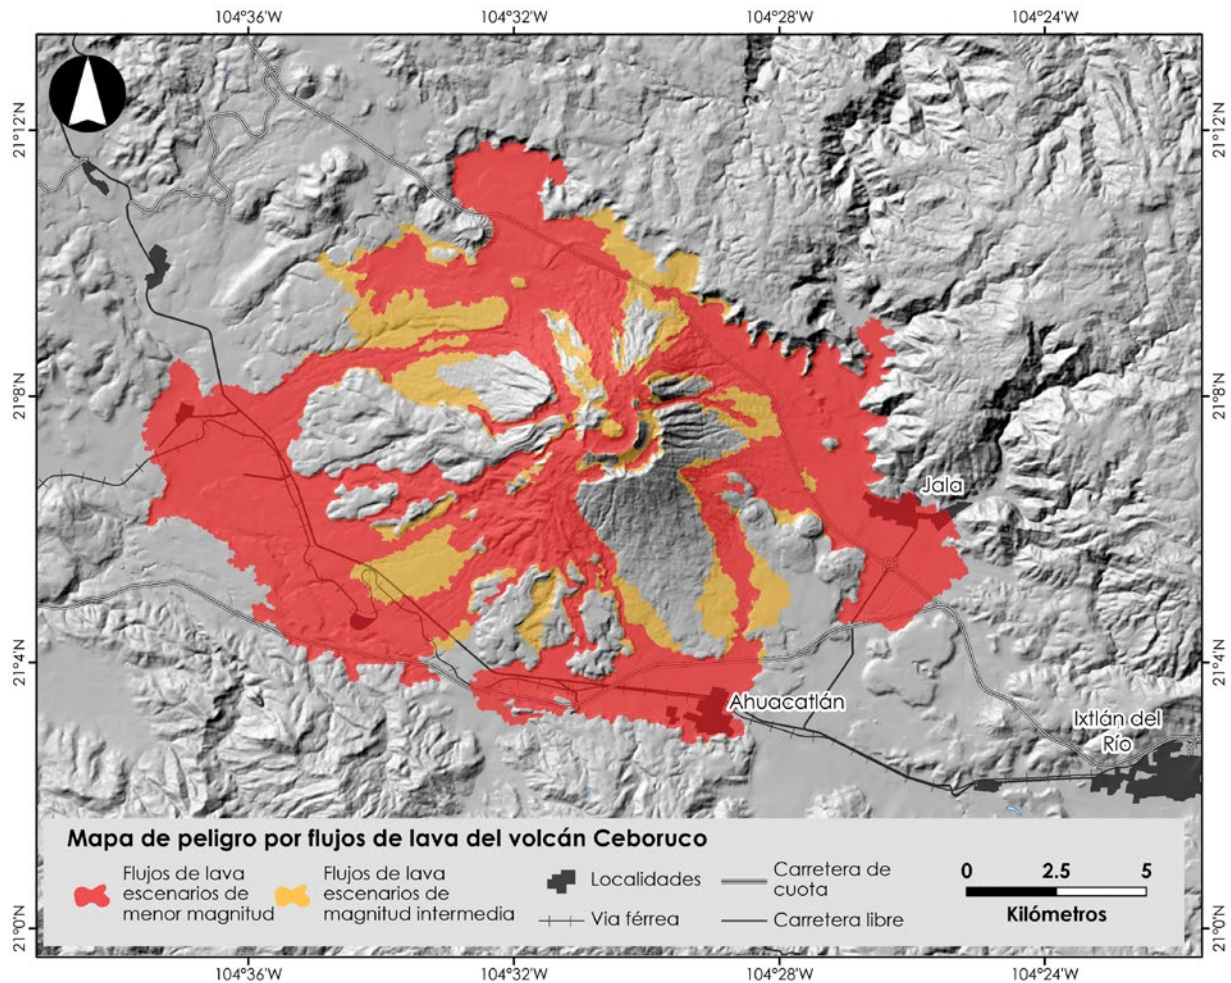 104°36'W
104°32'W
104°28'W
104°24'W
21°12'N
21°12'N
21°8'N
21°8'N
Jala
21°4'N
21°4'N
Ahuacatlán
Ixtlán del
Río
Mapa de peligro por flujos de lava del volcán Ceboruco
Flujos de lava
escenarios de
menor magnitud
Flujos de lava
escenarios de
magnitud intermedia
Localidades
Via férrea
Carretera de
cuota
Carretera libre
0 2.5 5
Kilómetros
21°0'N
21°0'N
104°36'W
104°32'W
104°28'W
104°24'W